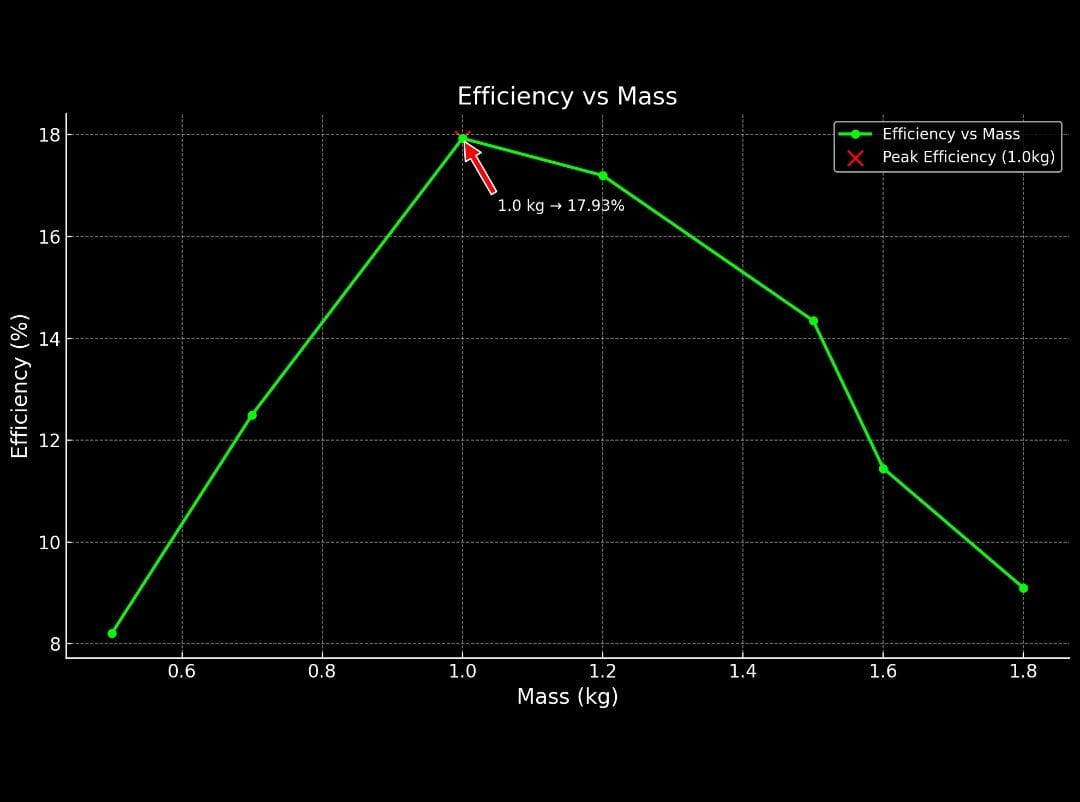 Efficiency vs Mass
Efficiency vs Mass
Peak Efficiency (1.0kg)
1.0 kg → 17.93%
Efficiency (%)
18
16
14
12
10
8
0.6 0.8 1.0 1.2 1.4 1.6 1.8
Mass (kg)